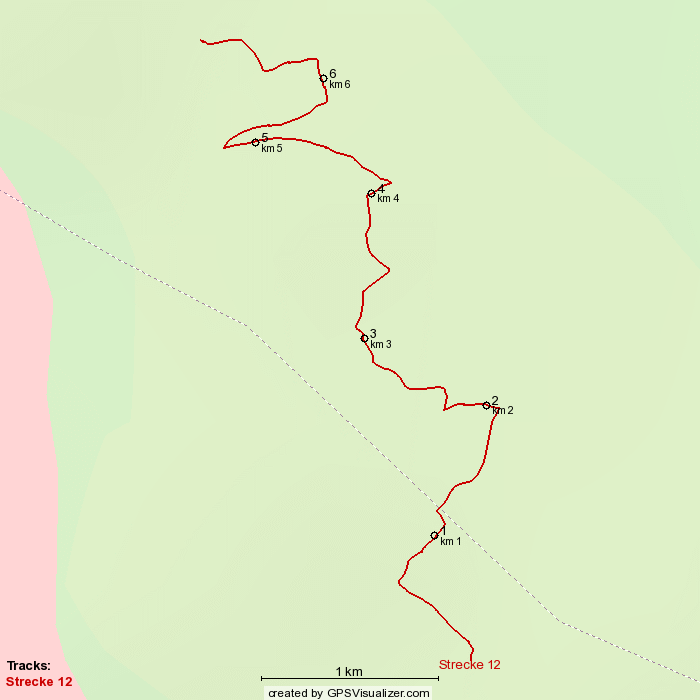 6
km 6
5
km 5
4
km 4
3
km 3
2
km 2
1
km 1
Strecke 12
Tracks:
Strecke 12
1 km
created by GPSVisualizer.com